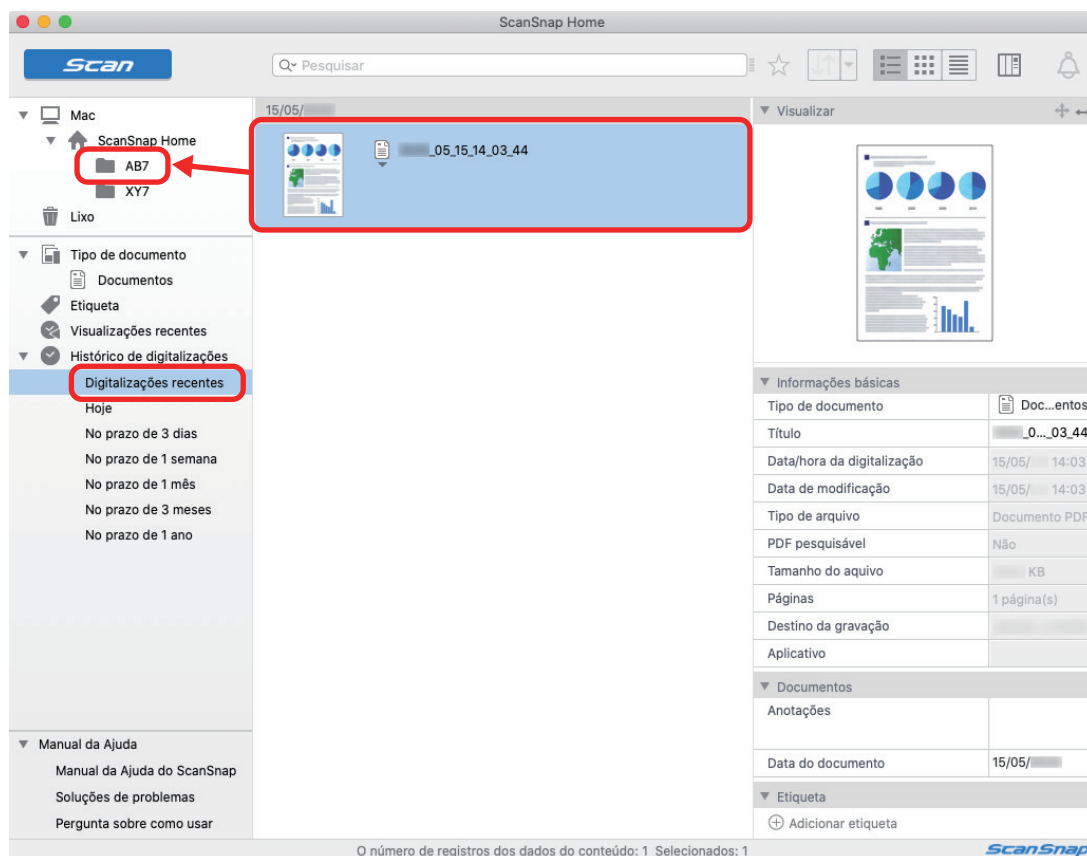 ScanSnap Home
Scan
Pesquisar
Mac
ScanSnap Home
AB7
XY7
Lixo
Tipo de documento
Documentos
Etiqueta
Visualizações recentes
Histórico de digitalizações
Digitalizações recentes
Hoje
No prazo de 3 dias
No prazo de 1 semana
No prazo de 1 mês
No prazo de 3 meses
No prazo de 1 ano
Manual da Ajuda
Manual da Ajuda do ScanSnap
Soluções de problemas
Pergunta sobre como usar
15/05/
_05_15_14_03_44
Visualizar
Informações básicas
Tipo de documento Doc...entos
Título _0..._03_44
Data/hora da digitalização 15/05/ 14:03
Data de modificação 15/05/ 14:03
Tipo de arquivo Documento PDF
PDF pesquisável Não
Tamanho do aquivo KB
Páginas 1 página(s)
Destino da gravação
Aplicativo
Documentos
Anotações
Data do documento 15/05/
Etiqueta
Adicionar etiqueta
O número de registros dos dados do conteúdo: 1 Selecionados: 1
ScanSnap